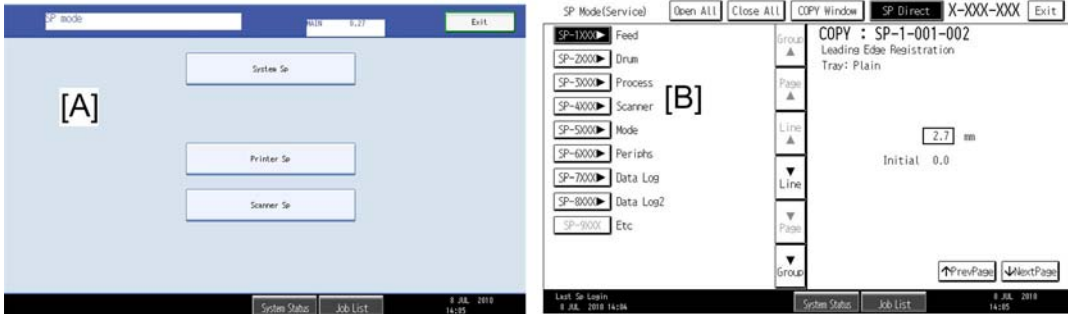 SP mode
MAIN 0.27
Exit
[A]
System Sp
Printer Sp
Scanner Sp
System Status
Job List
8 JUL 2010
14:05
SP Mode(Service)
Open All
Close All
COPY Window
SP Direct
X-XXX-XXX
Exit
SP-1XXX▶ Feed
SP-2XXX▶ Drum
SP-3XXX▶ Process
SP-4XXX▶ Scanner
SP-5XXX▶ Mode
SP-6XXX▶ Periphs
SP-7XXX▶ Data Log
SP-8XXX▶ Data Log2
SP-9XXX Etc
[B]
Group
▲
Page
▲
Line
▲
▼
Line
▼
Page
▼
Group
COPY : SP-1-001-002
Leading Edge Registration
Tray: Plain
2.7 mm
Initial 0.0
↑PrevPage
↓NextPage
Last Sp Login
8 JUL 2010 14:04
System Status
Job List
8 JUL 2010
14:05